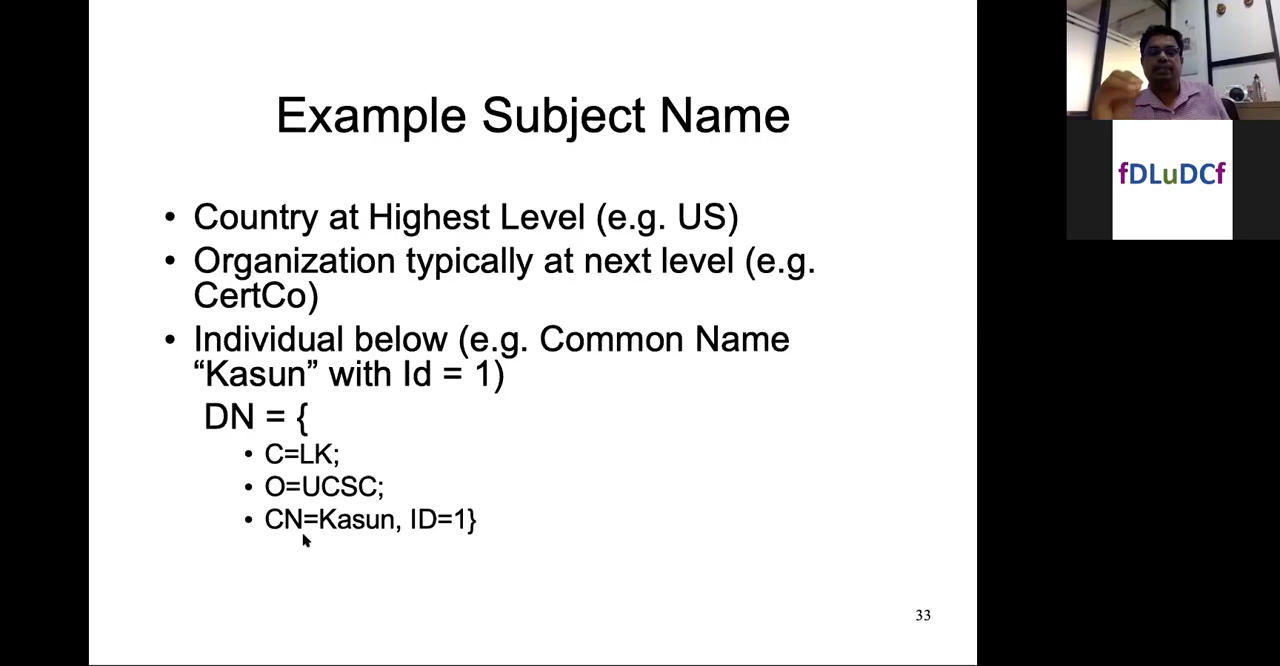 Example Subject Name
• Country at Highest Level (e.g. US)
• Organization typically at next level (e.g.
CertCo)
• Individual below (e.g. Common Name
“Kasun” with Id = 1)
DN = {
• C=LK;
• O=UCSC;
• CN=Kasun, ID=1}
33
fDLuDCf